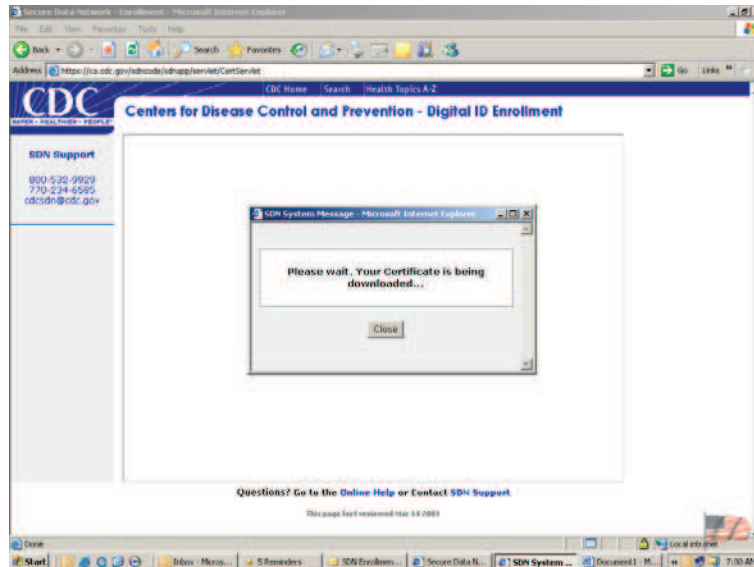 Secure Data Network - Enrollment - Microsoft Internet Explorer
File Edit View Favorites Tools Help
Back Search Favorites
Address https://ca.cdc.gov/sdncode/sdnapp/servlet/CertServlet Go Links »
CDC Home Search Health Topics A-Z
CDC
SAFER • HEALTHIER • PEOPLE
Centers for Disease Control and Prevention - Digital ID Enrollment
SDN Support
800-532-9929
770-234-6585
cdcsdn@cdc.gov
SDN System Message - Microsoft Internet Explorer
Please wait. Your Certificate is being
downloaded...
Close
Questions? Go to the Online Help or Contact SDN Support
This page last reviewed Mar 14 2003
Done Local intranet
Start Inbox - Micros... 5 Reminders SDN Enrollmen... Secure Data N... SDN System ... Document1 - M... « 7:30 AM